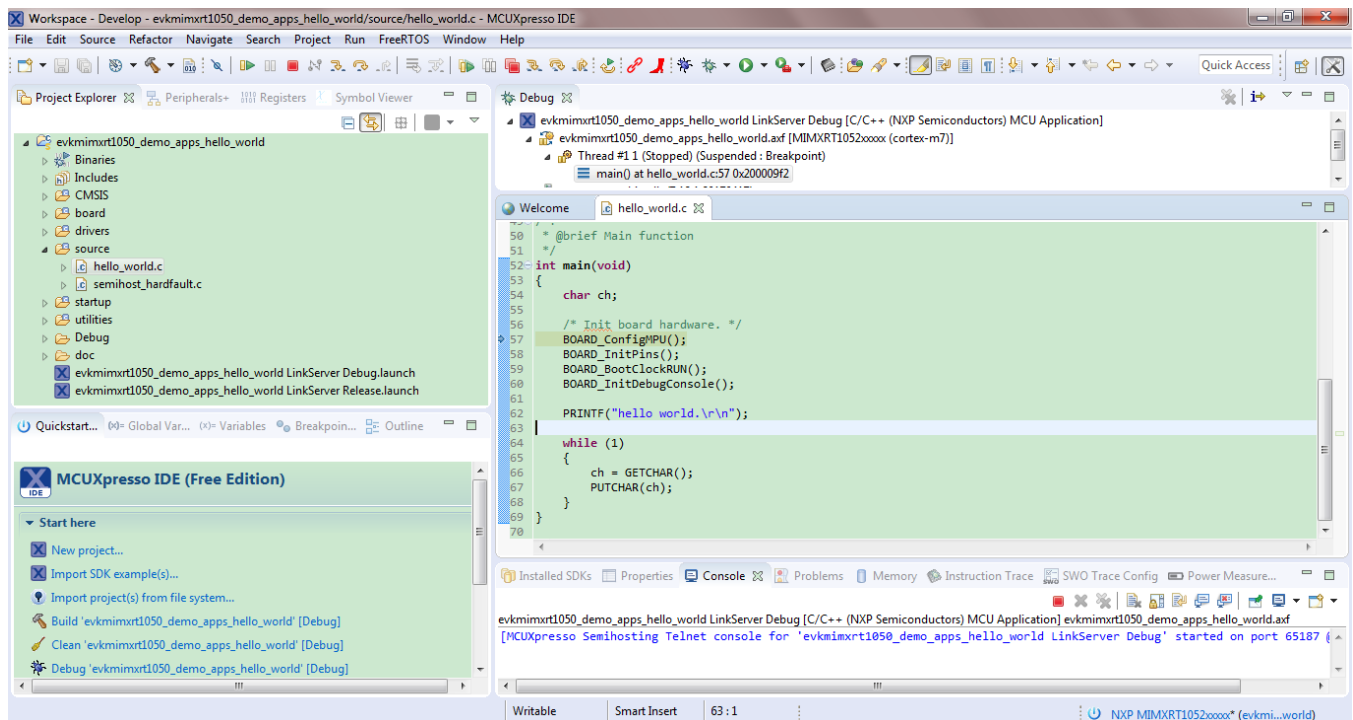 Workspace - Develop - evkmimxrt1050_demo_apps_hello_world/source/hello_world.c - MCUXpresso IDE
File Edit Source Refactor Navigate Search Project Run FreeRTOS Window Help
Quick Access
Project Explorer Peripherals+ Registers Symbol Viewer
evkmimxrt1050_demo_apps_hello_world
Binaries
Includes
CMSIS
board
drivers
source
hello_world.c
semihost_hardfault.c
startup
utilities
Debug
doc
evkmimxrt1050_demo_apps_hello_world LinkServer Debug.launch
evkmimxrt1050_demo_apps_hello_world LinkServer Release.launch
Debug
evkmimxrt1050_demo_apps_hello_world LinkServer Debug [C/C++ (NXP Semiconductors) MCU Application]
evkmimxrt1050_demo_apps_hello_world.axf [MIMXRT1052xxxxx (cortex-m7)]
Thread #1 1 (Stopped) (Suspended : Breakpoint)
main() at hello_world.c:57 0x200009f2
Welcome hello_world.c
50 * @brief Main function
51 */
52 int main(void)
53 {
54 char ch;
55
56 /* Init board hardware. */
57 BOARD_ConfigMPU();
58 BOARD_InitPins();
59 BOARD_BootClockRUN();
60 BOARD_InitDebugConsole();
61
62 PRINTF("hello world.\r\n");
63
64 while (1)
65 {
66 ch = GETCHAR();
67 PUTCHAR(ch);
68 }
69 }
70
Quickstart... (x)= Global Var... (x)= Variables Breakpoin... Outline
MCUXpresso IDE (Free Edition)
IDE
Start here
New project...
Import SDK example(s)...
Import project(s) from file system...
Build 'evkmimxrt1050_demo_apps_hello_world' [Debug]
Clean 'evkmimxrt1050_demo_apps_hello_world' [Debug]
Debug 'evkmimxrt1050_demo_apps_hello_world' [Debug]
Installed SDKs Properties Console Problems Memory Instruction Trace SWO Trace Config Power Measure...
evkmimxrt1050_demo_apps_hello_world LinkServer Debug [C/C++ (NXP Semiconductors) MCU Application] evkmimxrt1050_demo_apps_hello_world.axf
[MCUXpresso Semihosting Telnet console for 'evkmimxrt1050_demo_apps_hello_world LinkServer Debug' started on port 65187
Writable Smart Insert 63 : 1
NXP MIMXRT1052xxxxx* (evkmi...world)